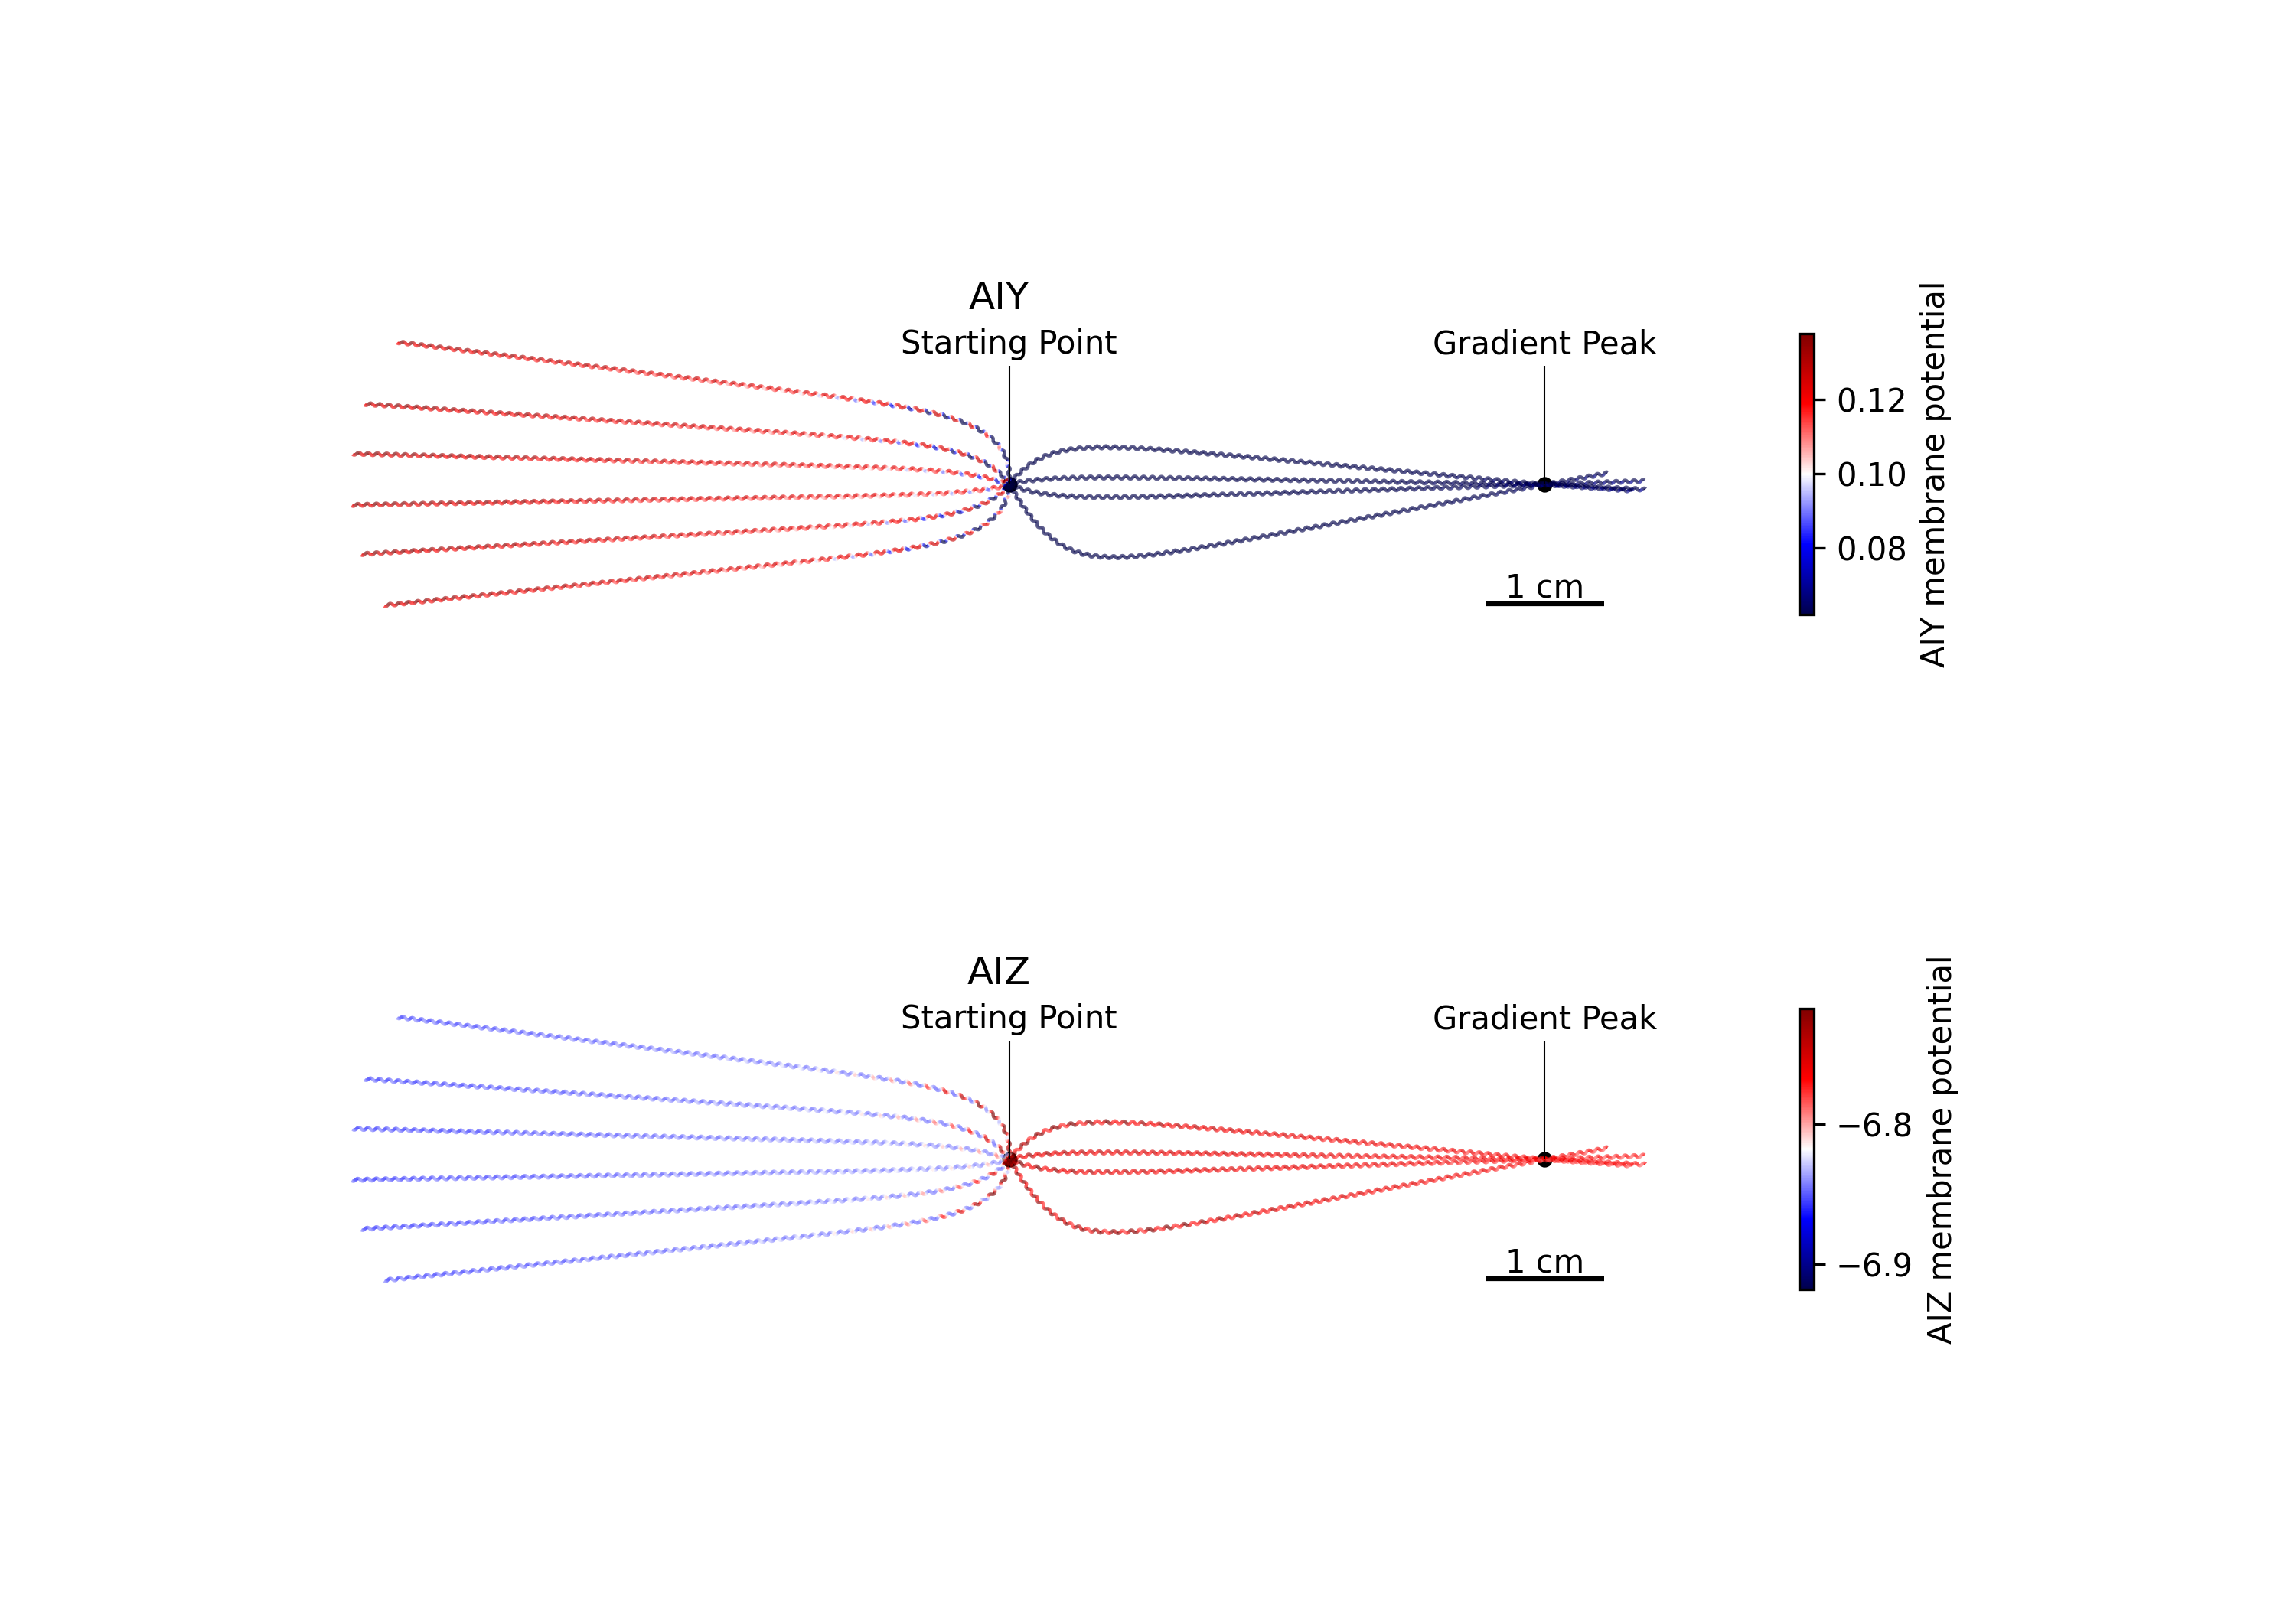 AIY
Starting Point
Gradient Peak
0.12
0.10
0.08
AIY membrane potential
1 cm
AIZ
Starting Point
Gradient Peak
−6.8
−6.9
AIZ membrane potential
1 cm